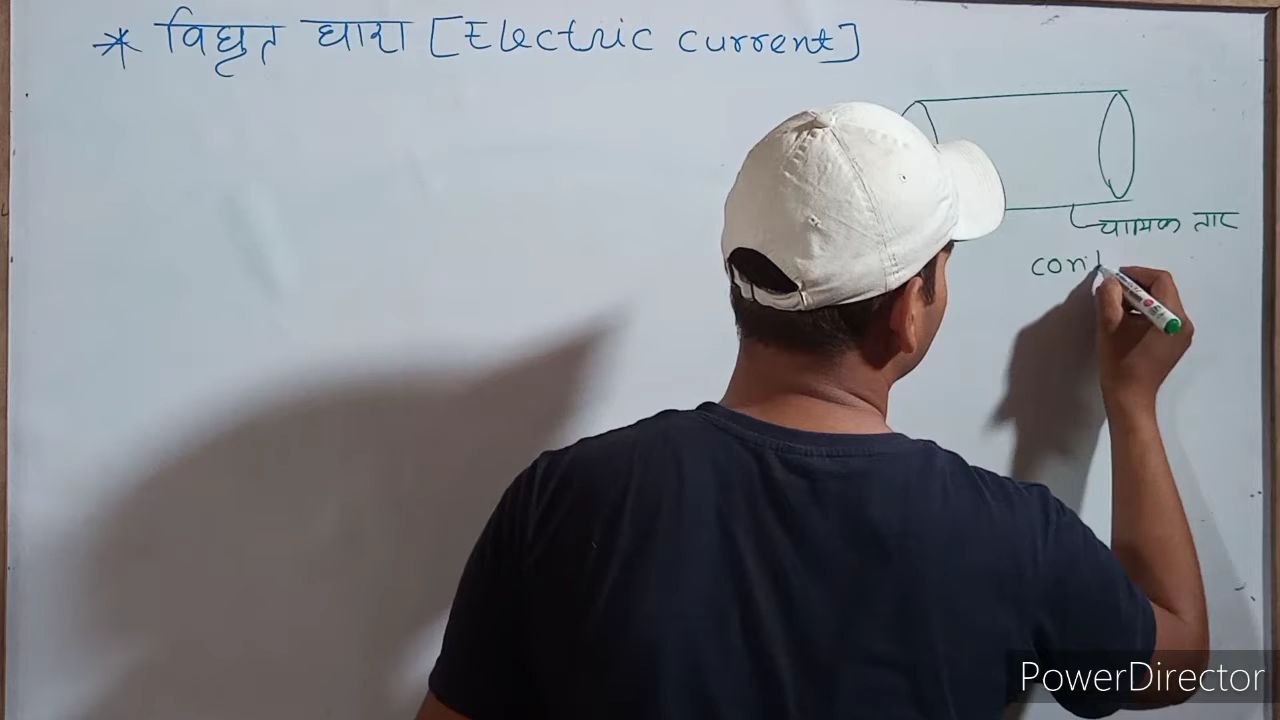 * विधुत धारा [Electric current]
चालक तार
con
PowerDirector